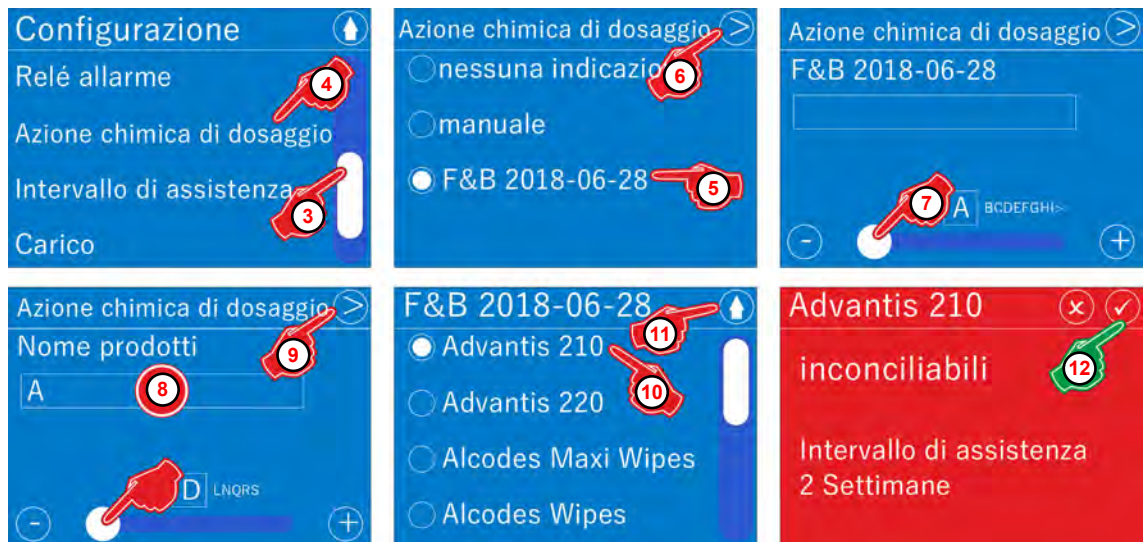 Configurazione
Relé allarme
4
Azione chimica di dosaggio
Intervallo di assistenza
3
Carico
Azione chimica di dosaggio >
nessuna indicazio
6
manuale
F&B 2018-06-28
5
Azione chimica di dosaggio >
F&B 2018-06-28
7
A BCDEFGHI>
- +
Azione chimica di dosaggio >
Nome prodotti
9
A
8
D LNQRS
- +
F&B 2018-06-28
11
Advantis 210
10
Advantis 220
Alcodes Maxi Wipes
Alcodes Wipes
Advantis 210
inconciliabili
12
Intervallo di assistenza
2 Settimane